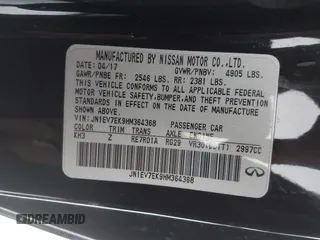 MANUFACTURED BY NISSAN MOTOR CO.,LTD.
DATE: 04/17 GVWR/PNBV: 4905 LBS.
GAWR/PNBE FR: 2546 LBS. RR: 2381 LBS.
THIS VEHICLE CONFORMS TO ALL APPLICABLE FEDERAL MOTOR
VEHICLE SAFETY,BUMPER,AND THEFT PREVENTION STANDARDS
IN EFFECT ON THE DATE OF MANUFACTURE
SHOWN ABOVE.
VIN: JN1EV7EK9HM364368 PASSENGER CAR
COLOR TRIM TRANS AXLE
KH3 Z RE7R01A RG29 2997CC
JN1EV7EK9HM364368
DREAMBID